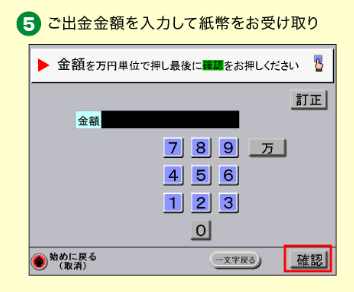 5 ご出金金額を入力して紙幣をお受け取り
▶ 金額を万円単位で押し最後に確認をお押しください
訂正
金額
7 8 9 万
4 5 6
1 2 3
0
始めに戻る
(取消)
一文字戻る
確認